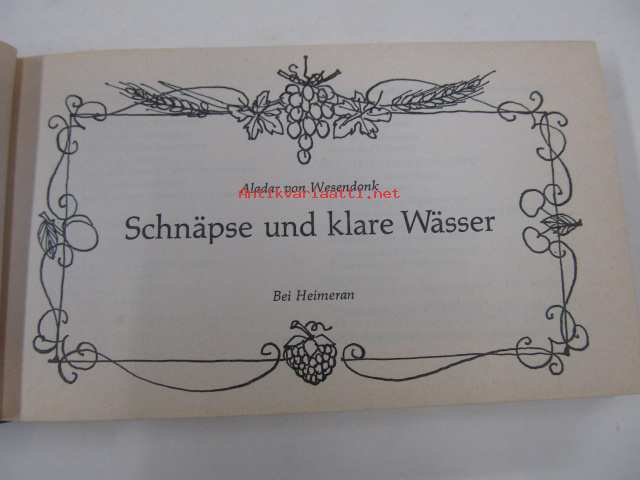 Aladar von Wesendonk
Antikvariaatti.net
Schnäpse und klare Wässer
Bei Heimeran